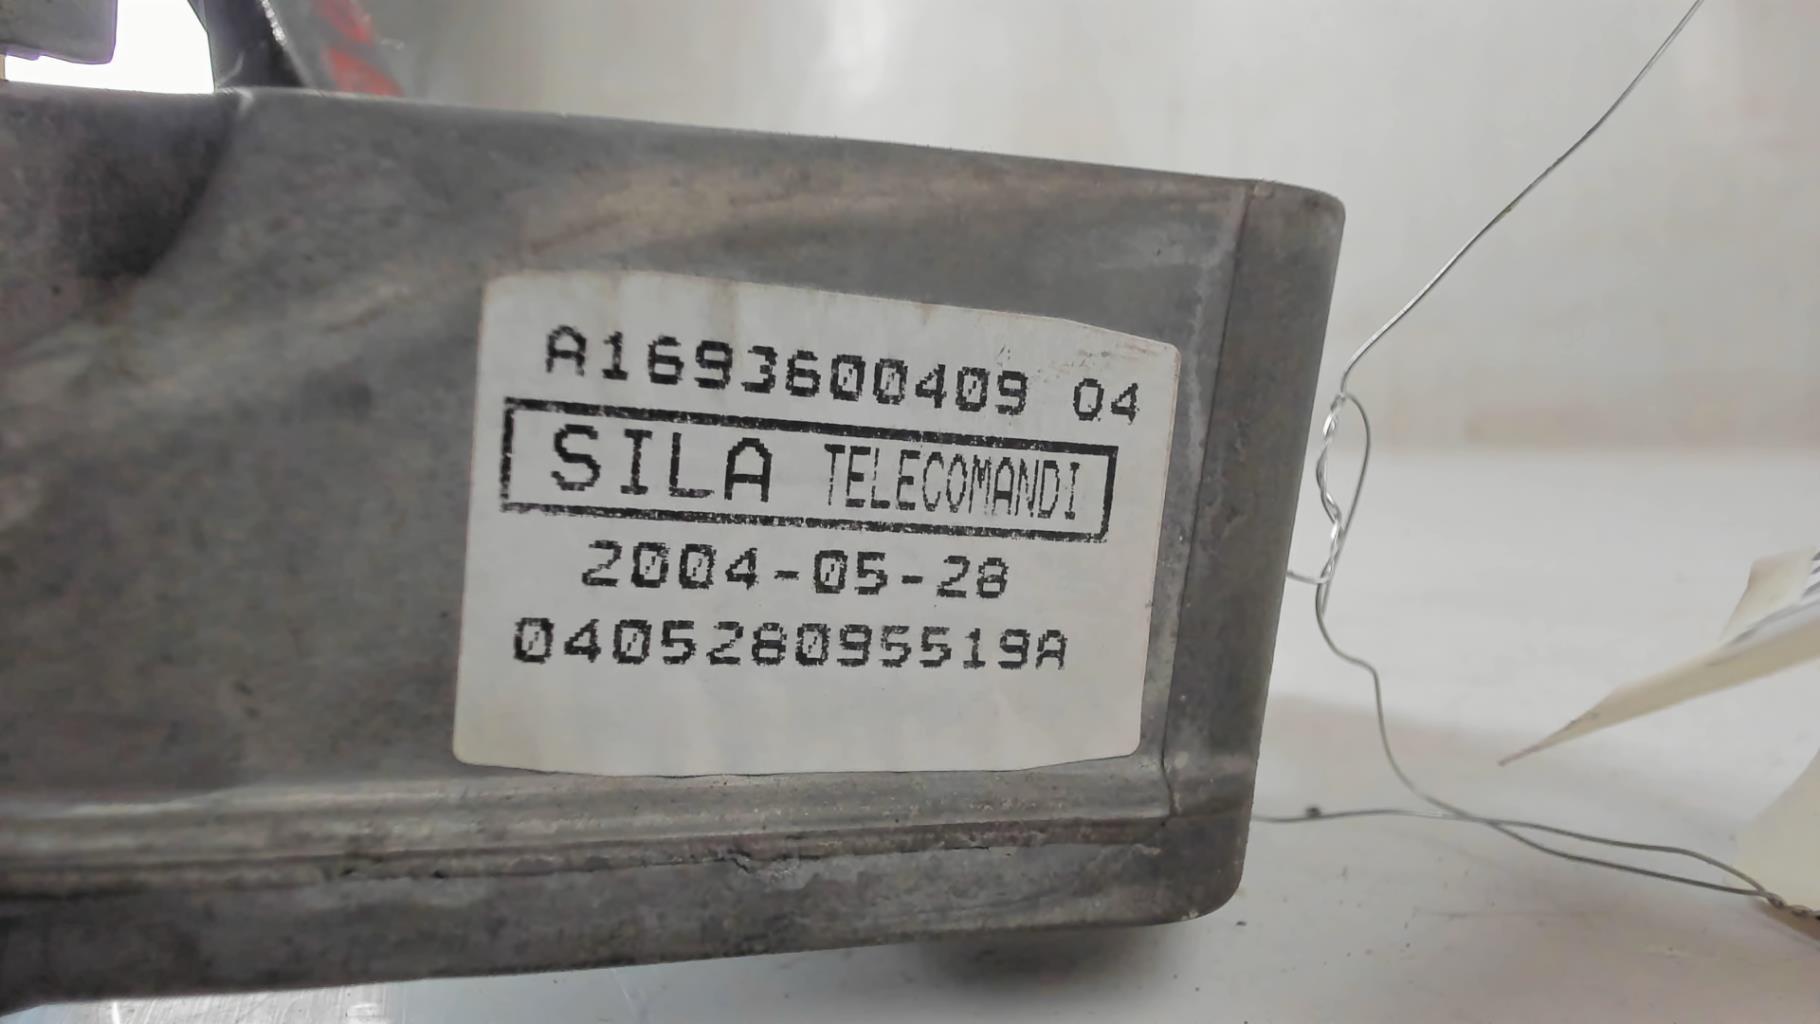 A1693600409 04
SILA TELECOMANDI
2004-05-28
040528095519A